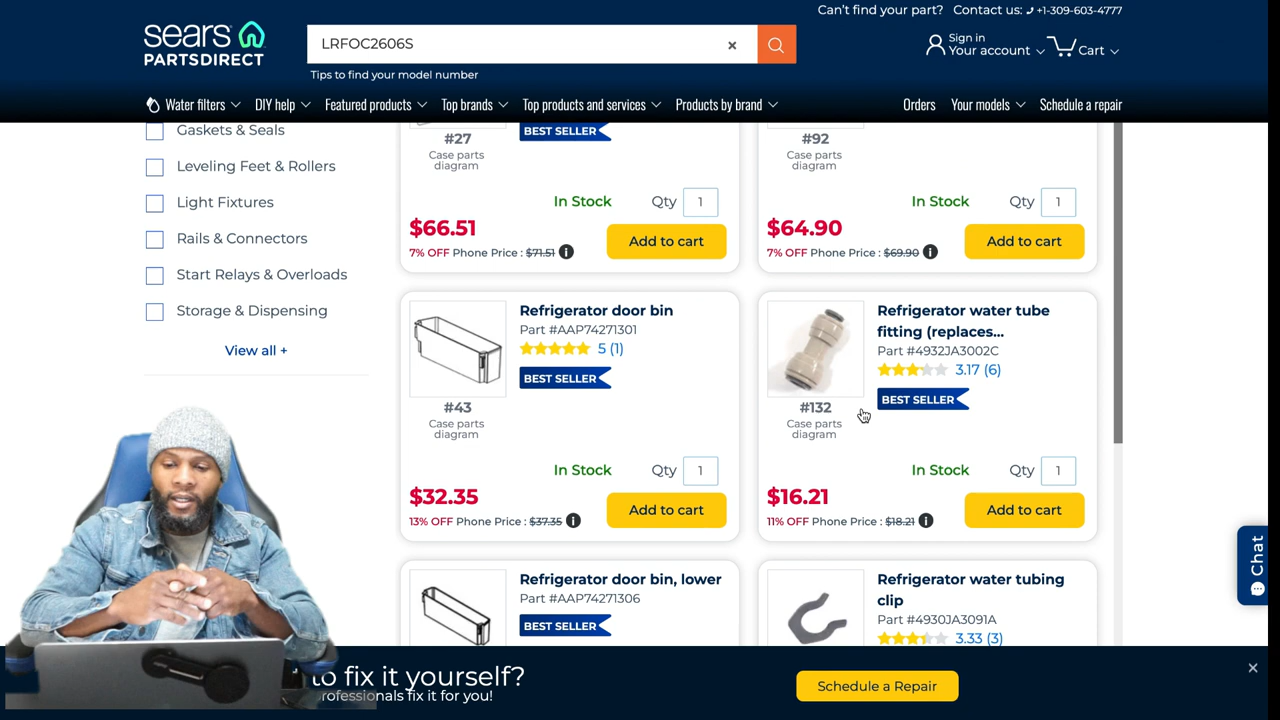 Can't find your part? Contact us: +1-309-603-4777
sears
PARTSDIRECT
LRFOC2606S
Tips to find your model number
Sign in
Your account
Cart
Water filters
DIY help
Featured products
Top brands
Top products and services
Products by brand
Orders
Your models
Schedule a repair
Gaskets & Seals
Leveling Feet & Rollers
Light Fixtures
Rails & Connectors
Start Relays & Overloads
Storage & Dispensing
View all +
#27
Case parts
diagram
BEST SELLER
In Stock
Qty 1
$66.51
7% OFF Phone Price : $71.51
Add to cart
#92
Case parts
diagram
In Stock
Qty 1
$64.90
7% OFF Phone Price : $69.90
Add to cart
Refrigerator door bin
Part #AAP74271301
5 (1)
BEST SELLER
#43
Case parts
diagram
In Stock
Qty 1
$32.35
13% OFF Phone Price : $37.35
Add to cart
Refrigerator water tube
fitting (replaces...
Part #4932JA3002C
3.17 (6)
BEST SELLER
#132
Case parts
diagram
In Stock
Qty 1
$16.21
11% OFF Phone Price : $18.21
Add to cart
Refrigerator door bin, lower
Part #AAP74271306
BEST SELLER
Refrigerator water tubing
clip
Part #4930JA3091A
3.33 (3)
Chat
to fix it yourself?
rofessionals fix it for you!
Schedule a Repair